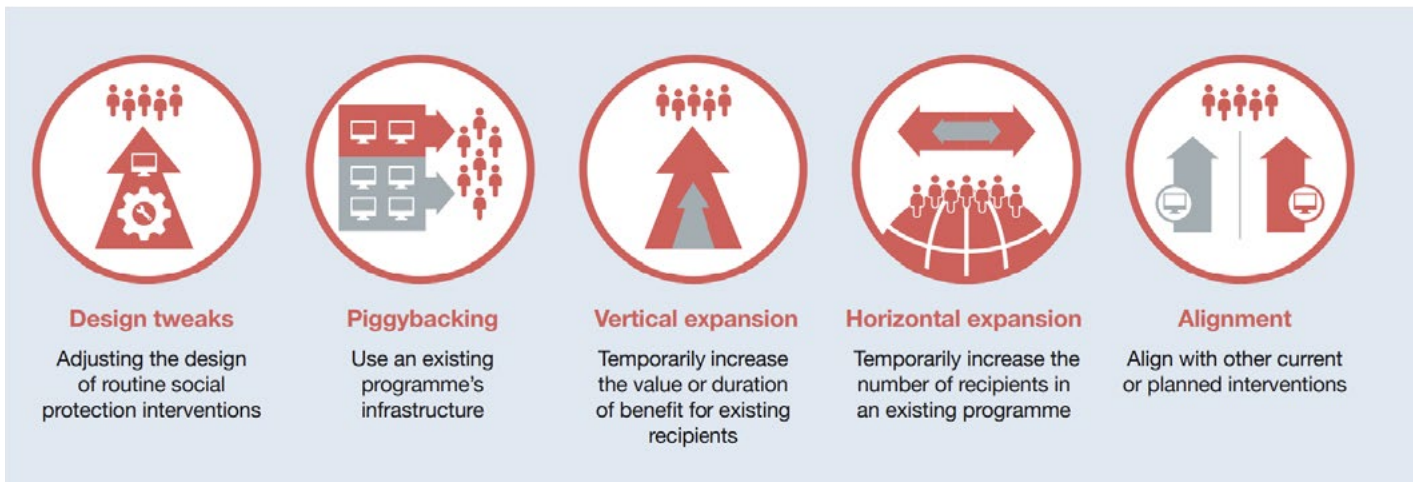 Design tweaks
Adjusting the design
of routine social
protection interventions
Piggybacking
Use an existing
programme's
infrastructure
Vertical expansion
Temporarily increase
the value or duration
of benefit for existing
recipients
Horizontal expansion
Temporarily increase the
number of recipients in
an existing programme
Alignment
Align with other current
or planned interventions